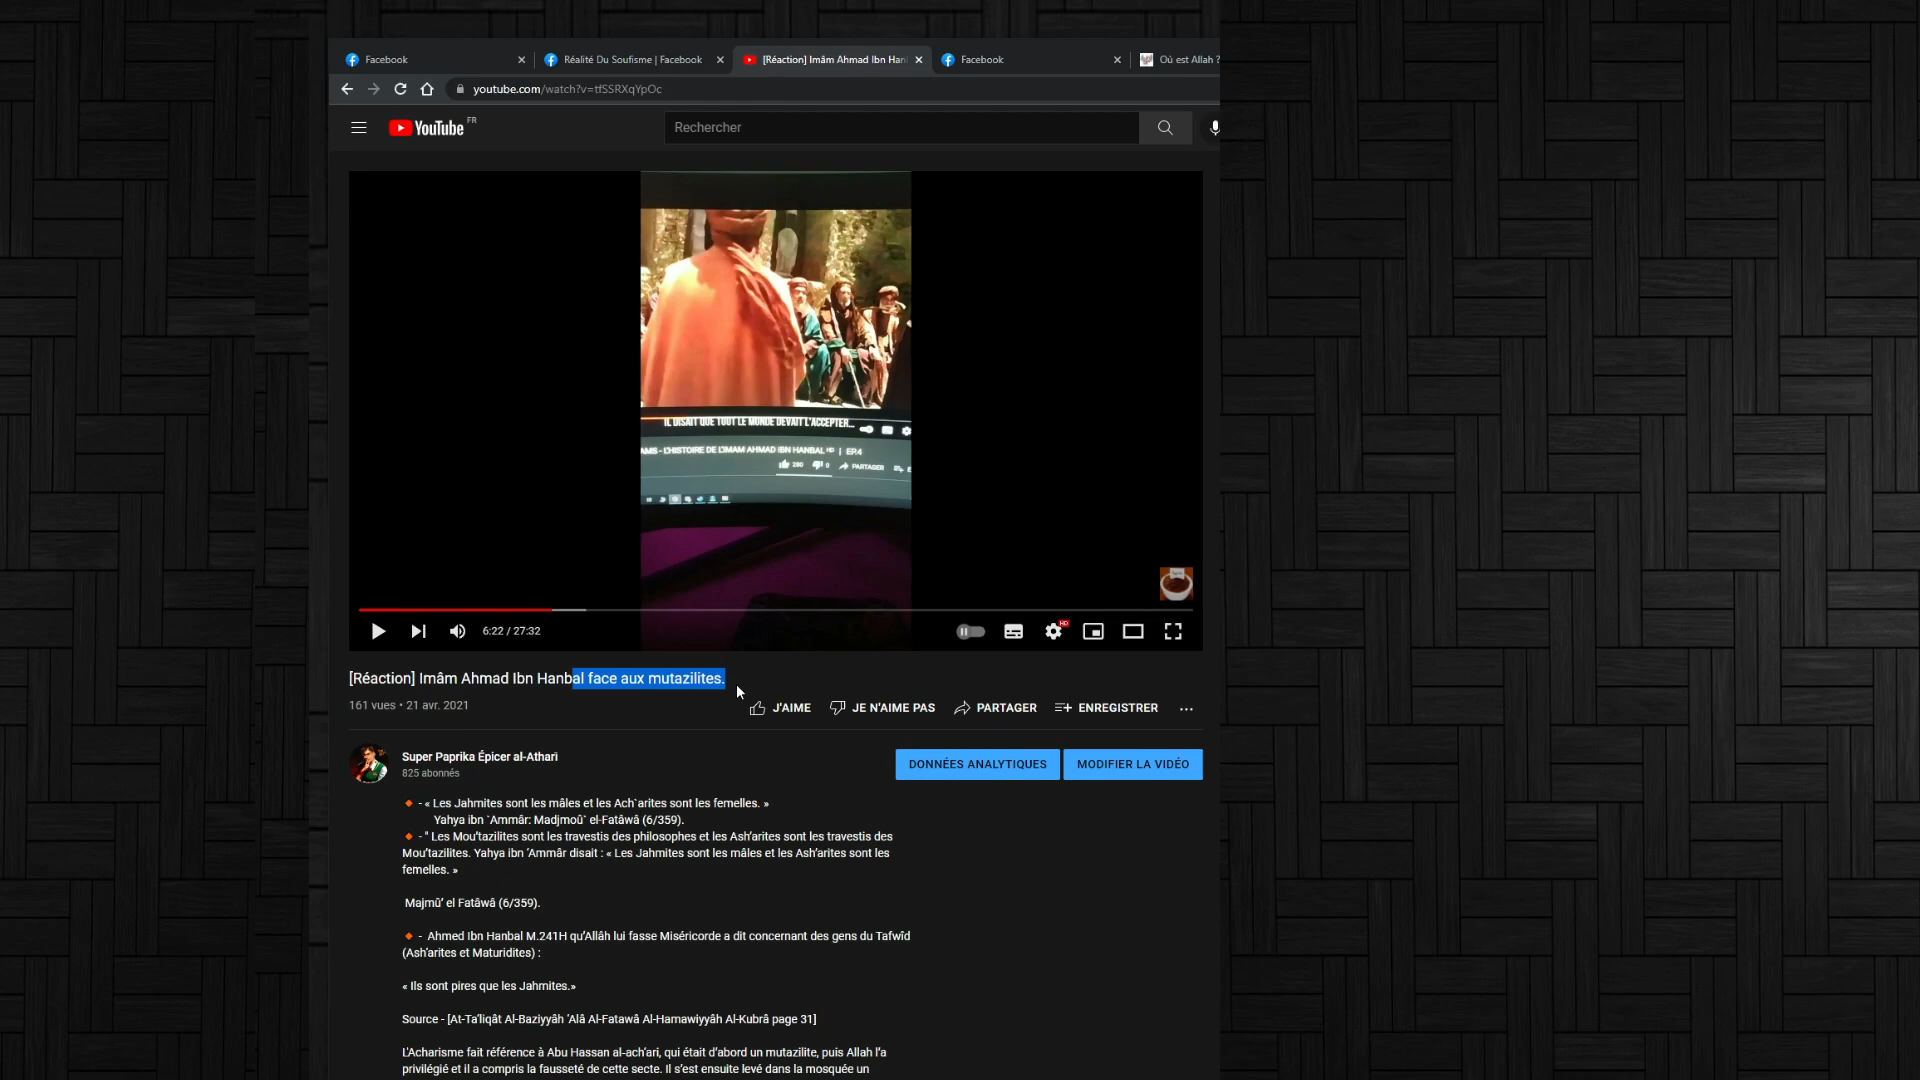 Facebook
Réalité Du Soufisme | Facebook
[Réaction] Imâm Ahmad Ibn Han
Facebook
Où est Allah ?
youtube.com/watch?v=tfSSRXqYpOc
YouTube FR
Rechercher
IL DISAIT QUE TOUT LE MONDE DEVAIT L'ACCEPTER...
AMS - L'HISTOIRE DE L'IMAM AHMAD IBN HANBAL HD | EP.4
280 0 PARTAGER E
6:22 / 27:32
HD
[Réaction] Imâm Ahmad Ibn Hanbal face aux mutazilites.
161 vues • 21 avr. 2021
J'AIME JE N'AIME PAS PARTAGER ENREGISTRER ...
Super Paprika Épicer al-Atharî
825 abonnés
DONNÉES ANALYTIQUES MODIFIER LA VIDÉO
🔸 - « Les Jahmites sont les mâles et les Ach`arites sont les femelles. »
Yahya ibn `Ammâr: Madjmoû` el-Fatâwâ (6/359).
🔸 - " Les Mou’tazilites sont les travestis des philosophes et les Ash’arites sont les travestis des
Mou’tazilites. Yahya ibn ‘Ammâr disait : « Les Jahmites sont les mâles et les Ash’arites sont les
femelles. »
Majmû’ el Fatâwâ (6/359).
🔸 - Ahmed Ibn Hanbal M.241H qu’Allâh lui fasse Miséricorde a dit concernant des gens du Tafwîd
(Ash’arites et Maturidites) :
« Ils sont pires que les Jahmites.»
Source - [At-Ta’lîqât Al-Baziyyâh ‘Alâ Al-Fatawâ Al-Hamawiyyâh Al-Kubrâ page 31]
L’Acharisme fait référence à Abu Hassan al-ach’ari, qui était d’abord un mutazilite, puis Allah l’a
privilégié et il a compris la fausseté de cette secte. Il s’est ensuite levé dans la mosquée un